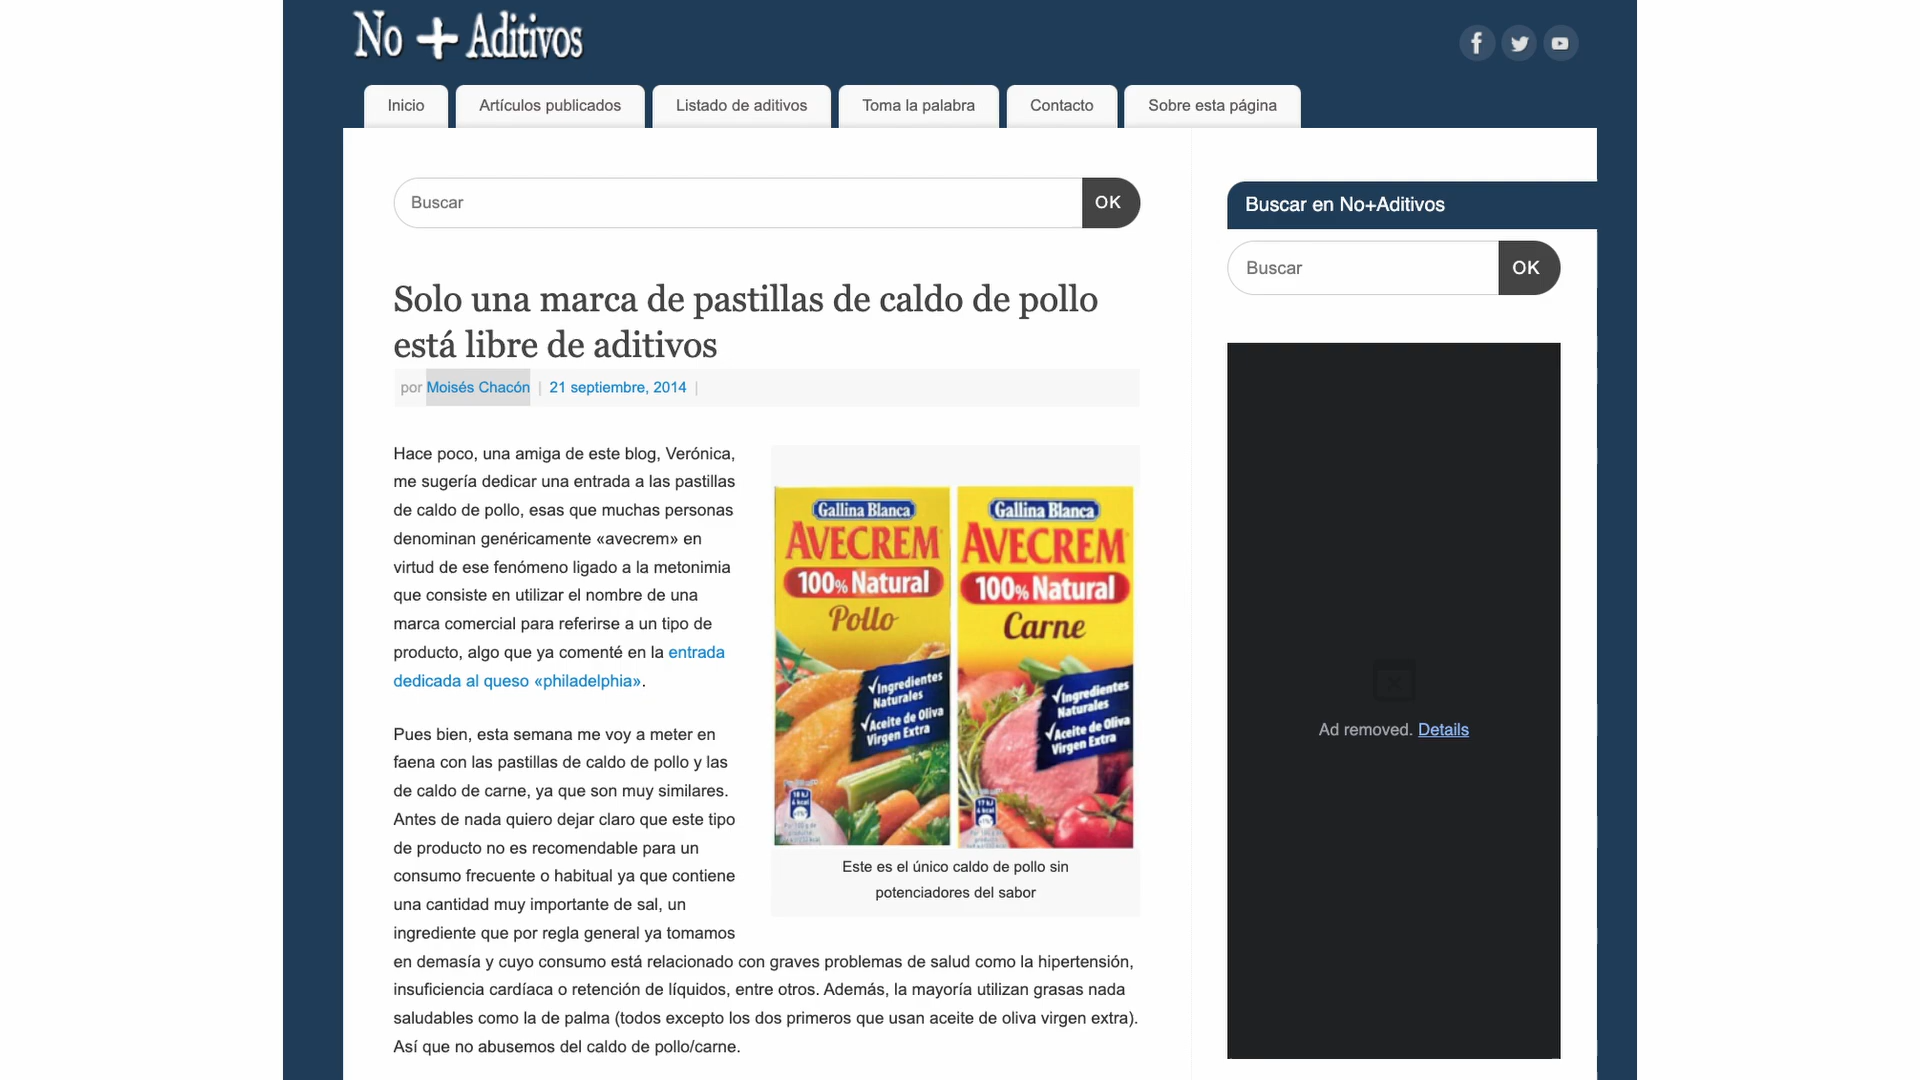 No + Aditivos
Inicio
Artículos publicados
Listado de aditivos
Toma la palabra
Contacto
Sobre esta página
Buscar
OK
Solo una marca de pastillas de caldo de pollo
está libre de aditivos
por Moisés Chacón | 21 septiembre, 2014 |
Hace poco, una amiga de este blog, Verónica,
me sugería dedicar una entrada a las pastillas
de caldo de pollo, esas que muchas personas
denominan genéricamente «avecrem» en
virtud de ese fenómeno ligado a la metonimia
que consiste en utilizar el nombre de una
marca comercial para referirse a un tipo de
producto, algo que ya comenté en la entrada
dedicada al queso «philadelphia».
Pues bien, esta semana me voy a meter en
faena con las pastillas de caldo de pollo y las
de caldo de carne, ya que son muy similares.
Antes de nada quiero dejar claro que este tipo
de producto no es recomendable para un
consumo frecuente o habitual ya que contiene
una cantidad muy importante de sal, un
ingrediente que por regla general ya tomamos
en demasía y cuyo consumo está relacionado con graves problemas de salud como la hipertensión,
insuficiencia cardíaca o retención de líquidos, entre otros. Además, la mayoría utilizan grasas nada
saludables como la de palma (todos excepto los dos primeros que usan aceite de oliva virgen extra).
Así que no abusemos del caldo de pollo/carne.
Gallina Blanca
AVECREM
100% Natural
Pollo
Ingredientes
Naturales
Aceite de Oliva
Virgen Extra
Gallina Blanca
AVECREM
100% Natural
Carne
Ingredientes
Naturales
Aceite de Oliva
Virgen Extra
Este es el único caldo de pollo sin
potenciadores del sabor
Buscar en No+Aditivos
Buscar
OK
Ad removed. Details